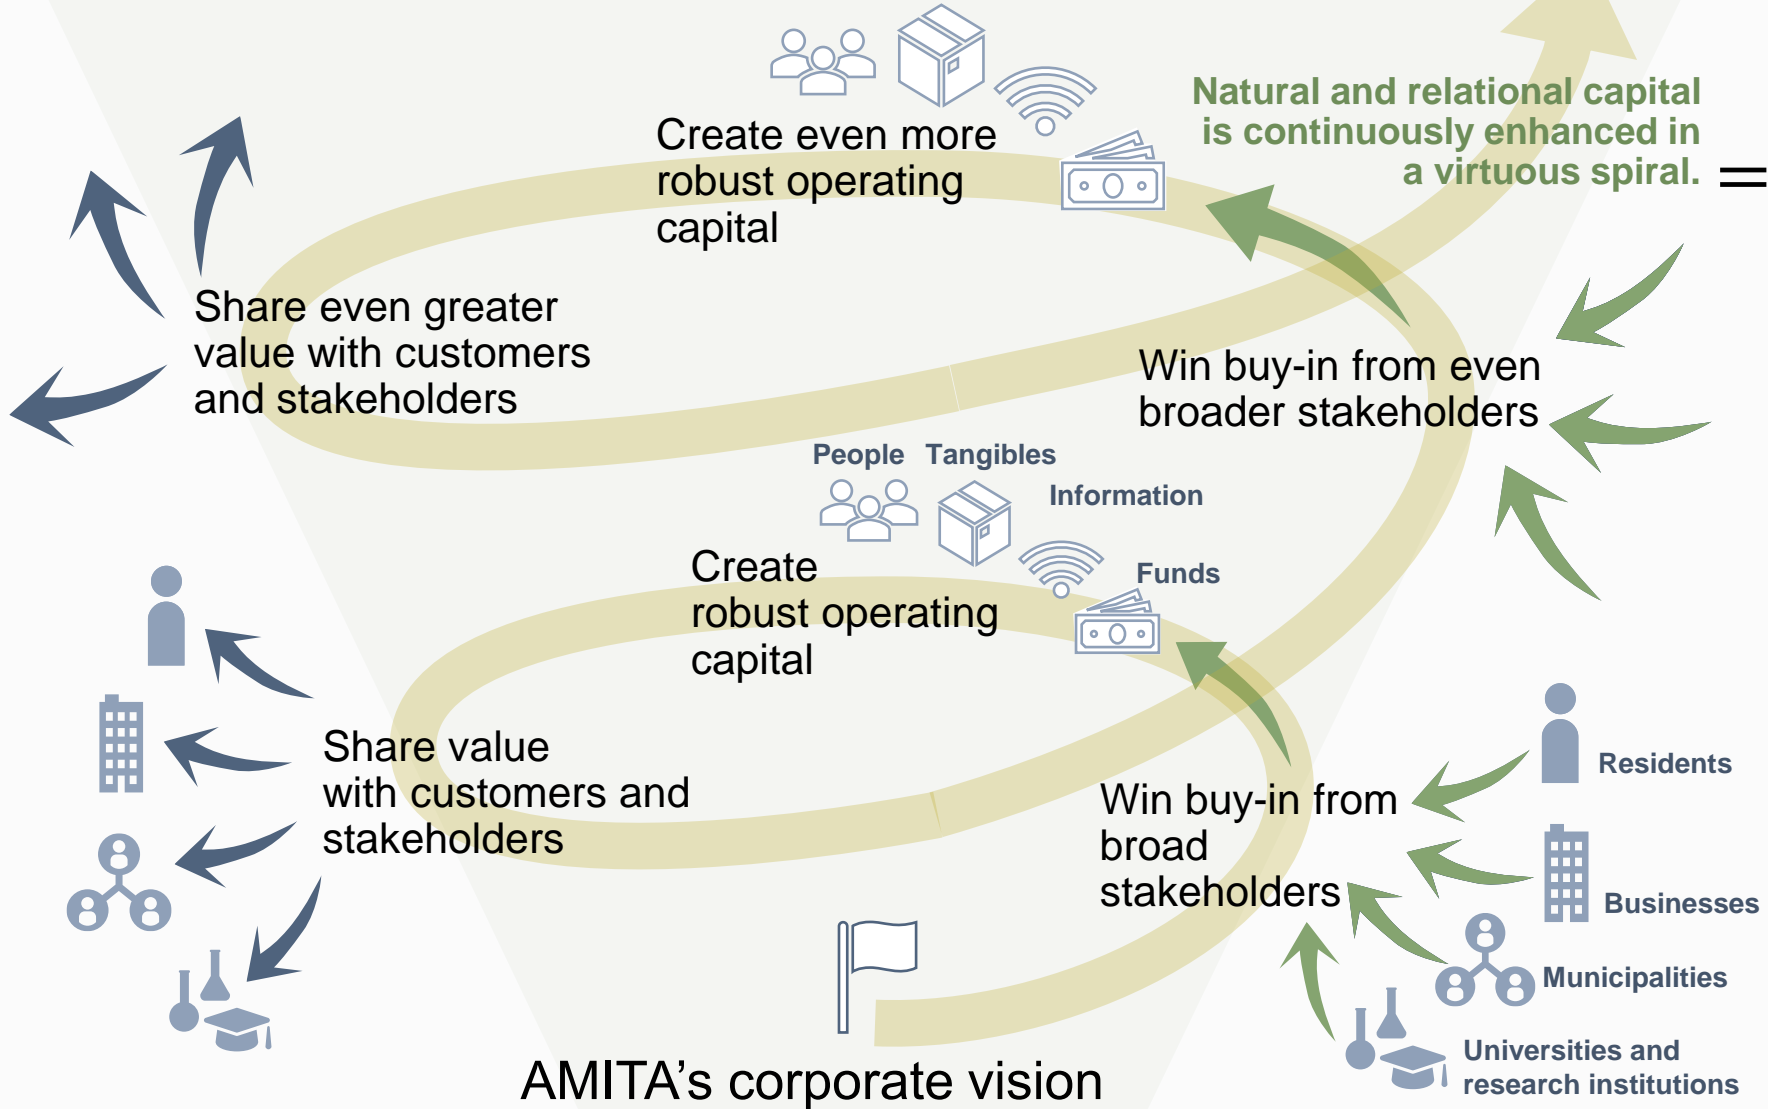 Natural and relational capital
is continuously enhanced in
a virtuous spiral.
=
Create even more
robust operating
capital
Share even greater
value with customers
and stakeholders
Win buy-in from even
broader stakeholders
People
Tangibles
Information
Funds
Create
robust operating
capital
Share value
with customers and
stakeholders
Win buy-in from
broad
stakeholders
Residents
Businesses
Municipalities
Universities and
research institutions
AMITA’s corporate vision